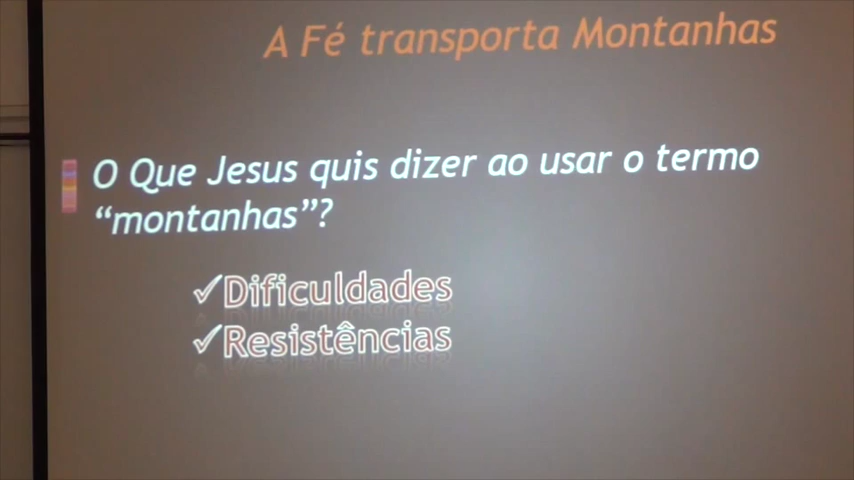 A Fé transporta Montanhas
O Que Jesus quis dizer ao usar o termo
“montanhas”?
✓Dificuldades
✓Resistências